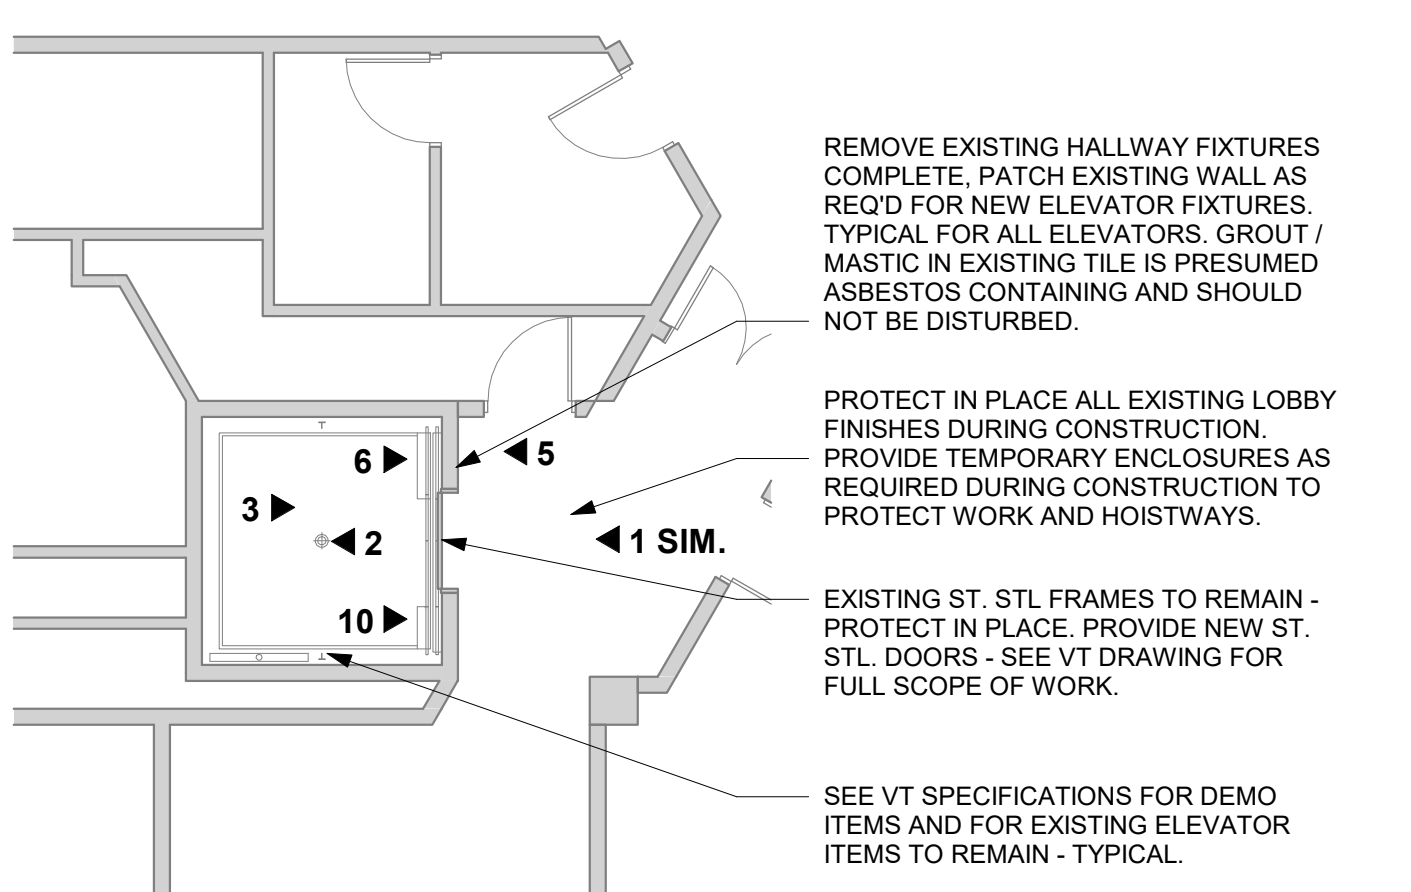 REMOVE EXISTING HALLWAY FIXTURES
COMPLETE, PATCH EXISTING WALL AS
REQ'D FOR NEW ELEVATOR FIXTURES.
TYPICAL FOR ALL ELEVATORS. GROUT /
MASTIC IN EXISTING TILE IS PRESUMED
ASBESTOS CONTAINING AND SHOULD
NOT BE DISTURBED.
PROTECT IN PLACE ALL EXISTING LOBBY
FINISHES DURING CONSTRUCTION.
PROVIDE TEMPORARY ENCLOSURES AS
REQUIRED DURING CONSTRUCTION TO
PROTECT WORK AND HOISTWAYS.
EXISTING ST. STL FRAMES TO REMAIN -
PROTECT IN PLACE. PROVIDE NEW ST.
STL. DOORS - SEE VT DRAWING FOR
FULL SCOPE OF WORK.
SEE VT SPECIFICATIONS FOR DEMO
ITEMS AND FOR EXISTING ELEVATOR
ITEMS TO REMAIN - TYPICAL.
6
5
3
2
1 SIM.
10